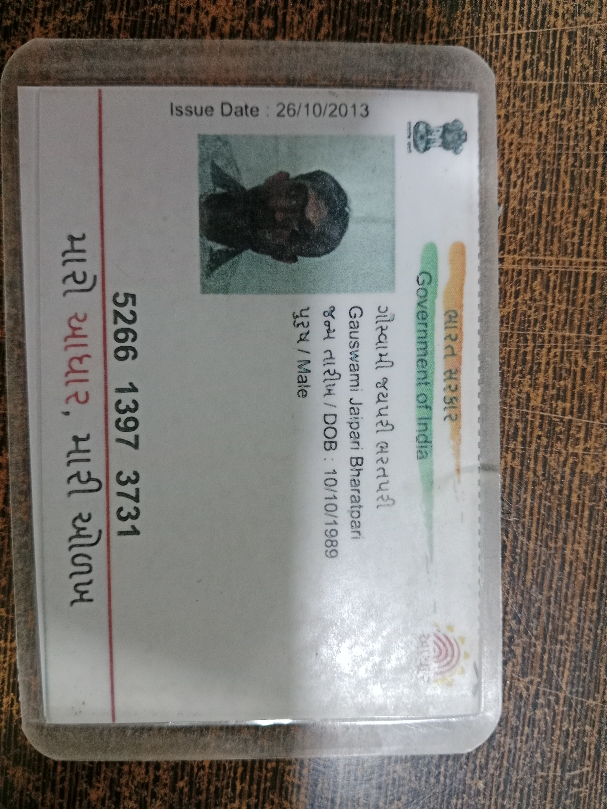 ભારત સરકાર
Government of India
Issue Date : 26/10/2013
ગૌસ્વામી જયપરી ભરતપરી
Gauswami Jaipari Bharatpari
જન્મ તારીખ / DOB : 10/10/1989
પુરુષ / Male
આધાર
5266 1397 3731
મારો આધાર, મારી ઓળખ